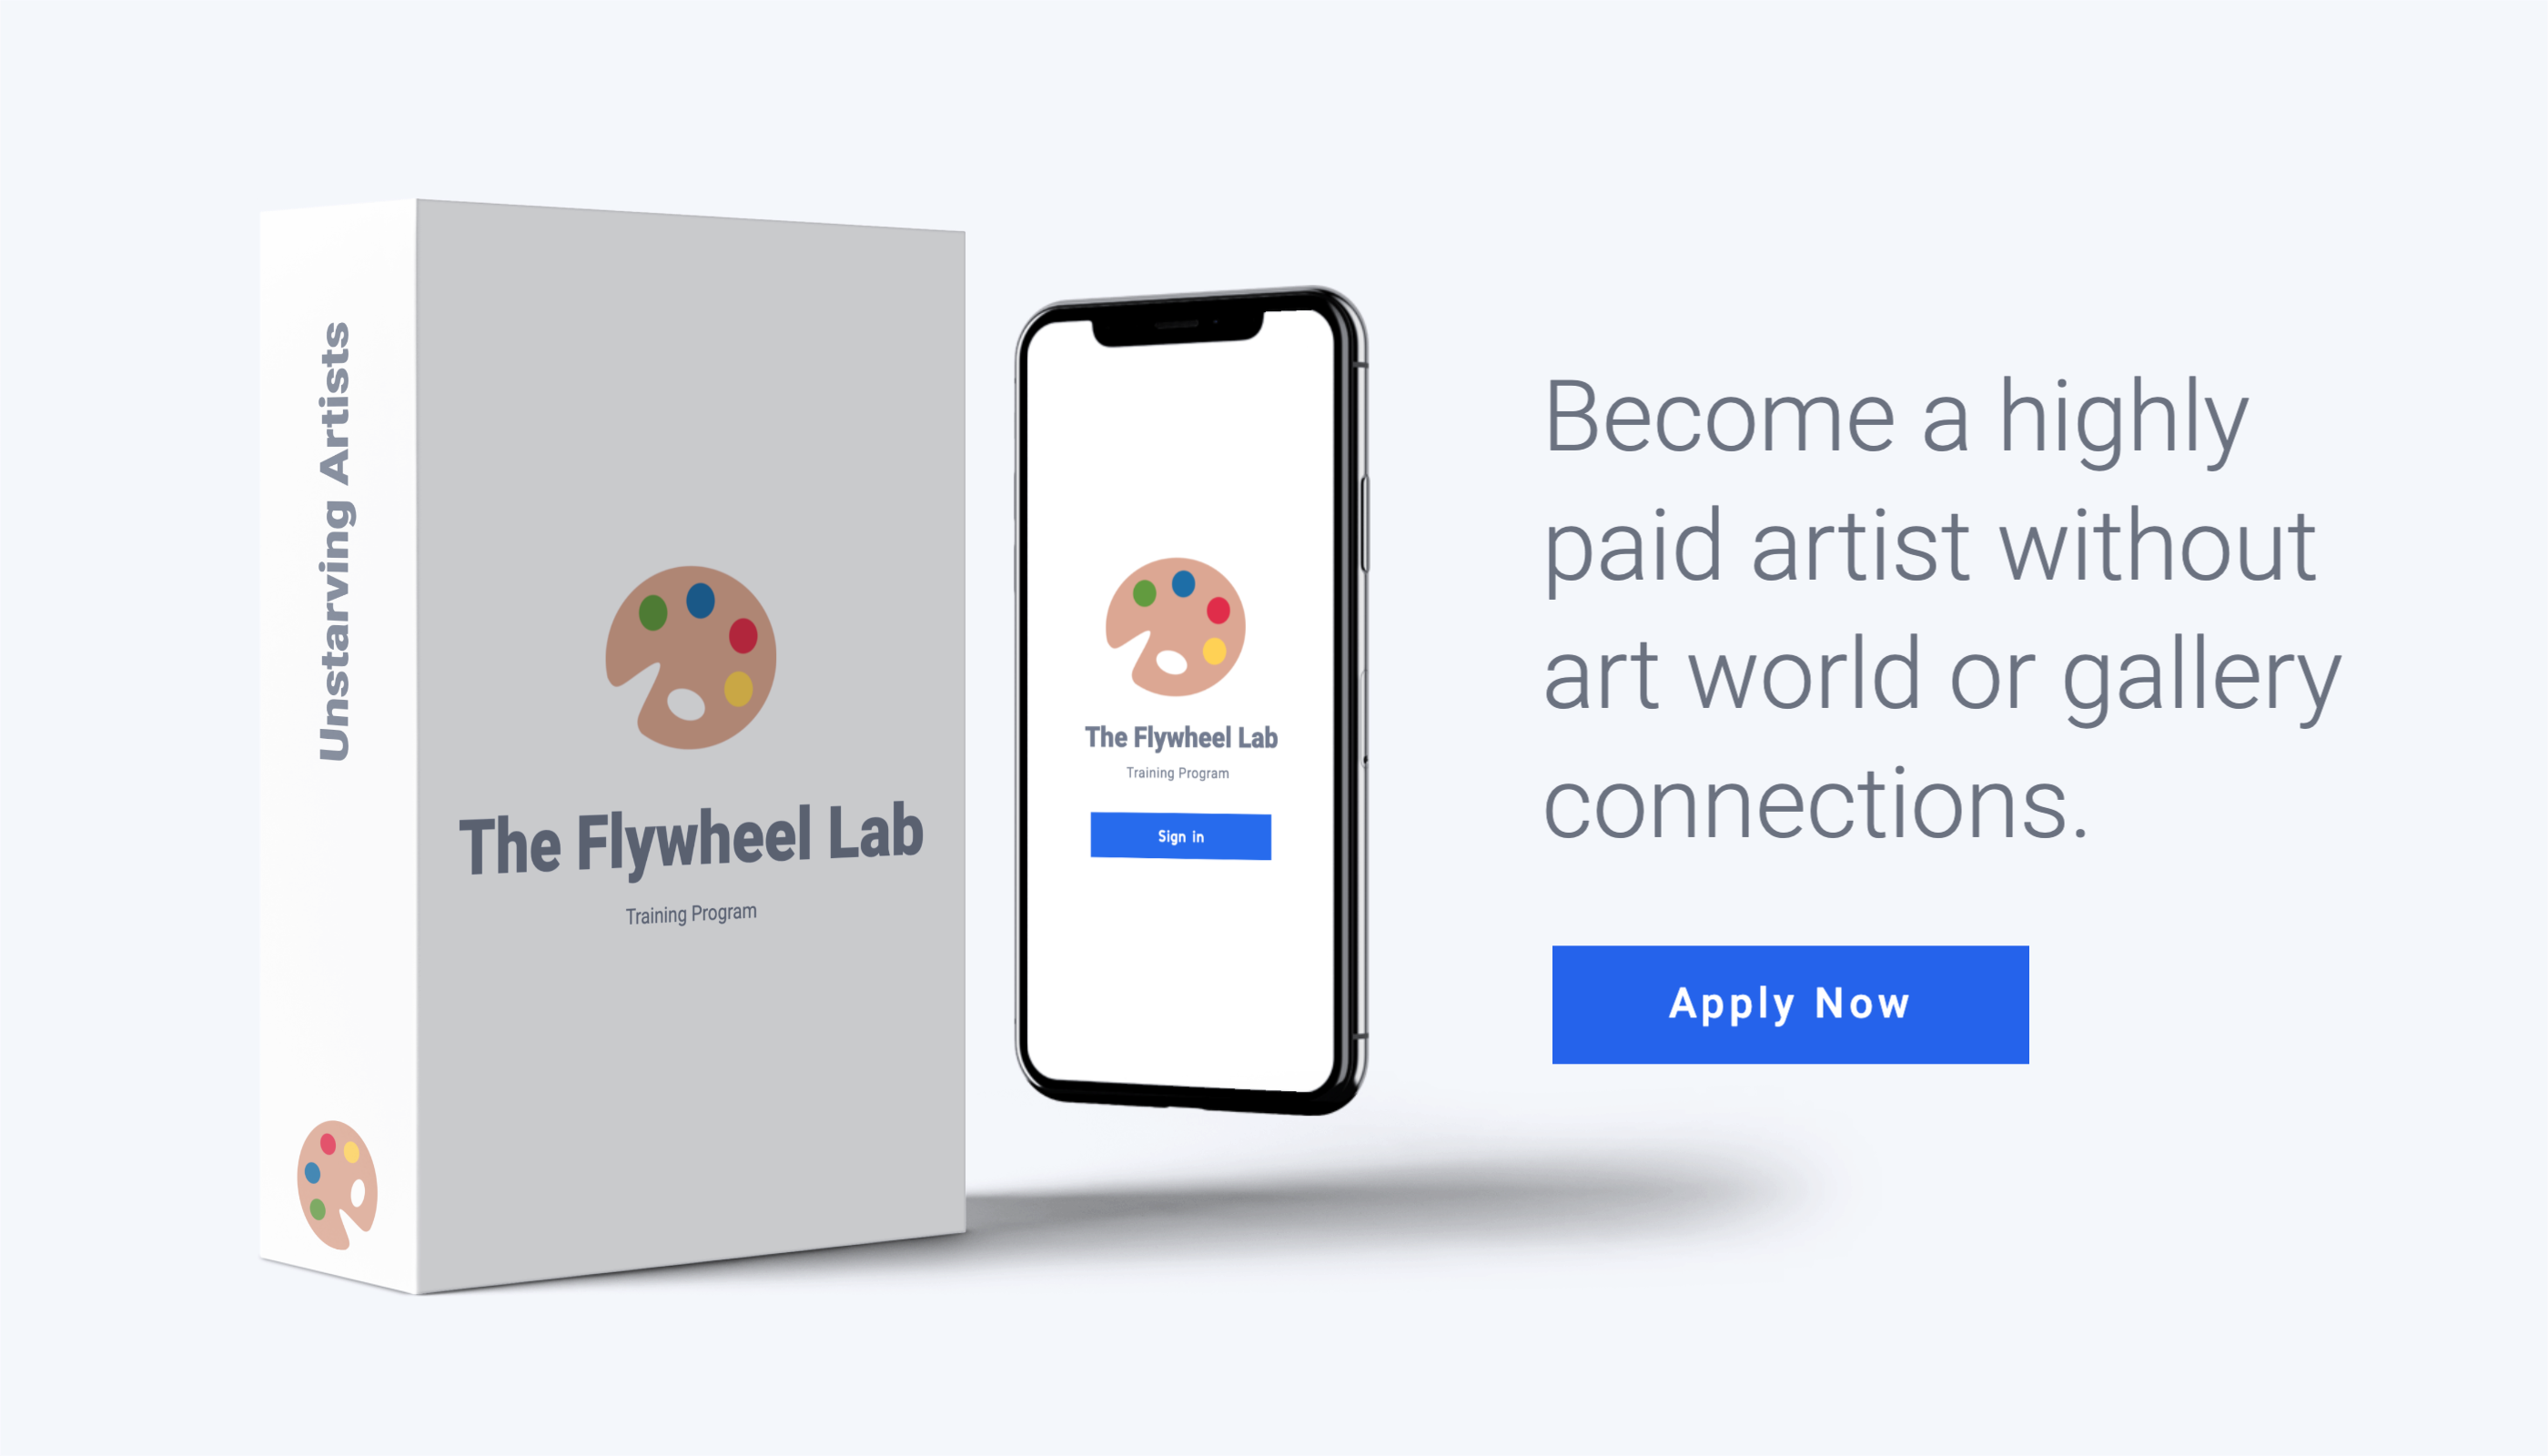 Unstarving Artists
The Flywheel Lab
Training Program
The Flywheel Lab
Training Program
Sign in
Become a highly
paid artist without
art world or gallery
connections.
Apply Now